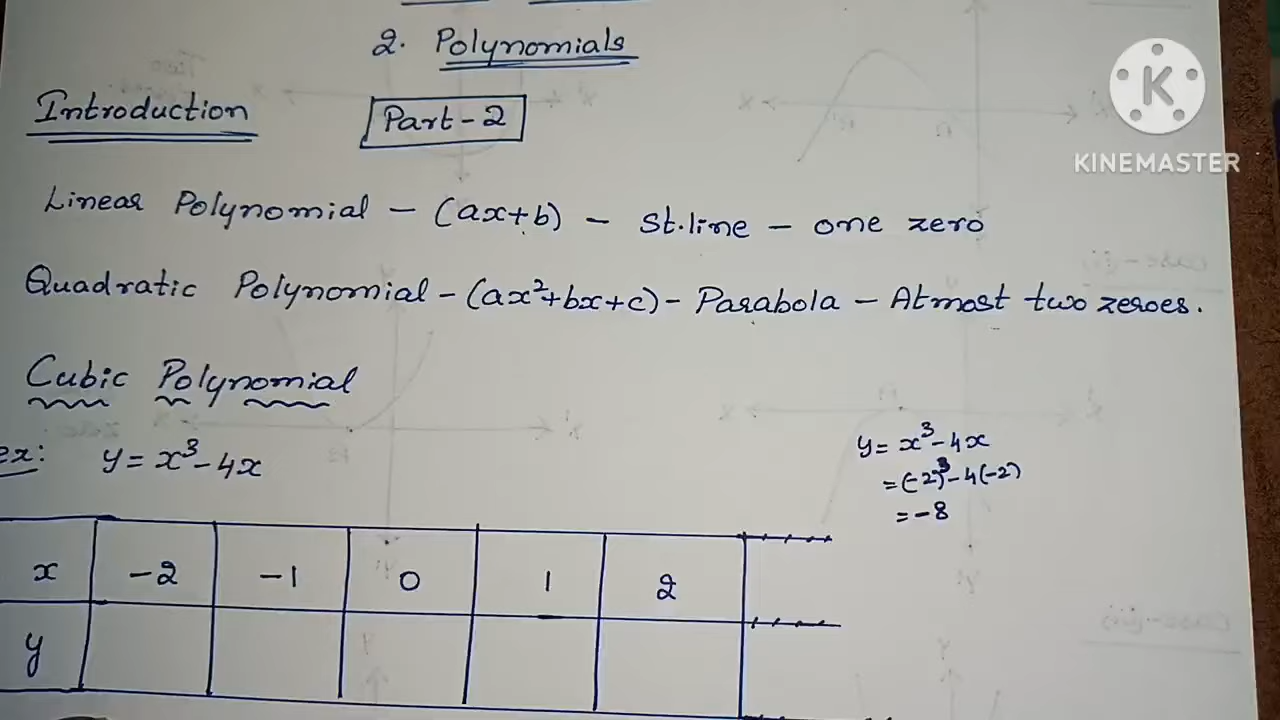 2. Polynomials
KINEMASTER
Introduction
Part-2
Linear Polynomial - (ax+b) - St.line - one zero
Quadratic Polynomial - (ax²+bx+c) - Parabola - Atmost two zeroes.
Cubic Polynomial
ex: y = x³ - 4x
y = x³ - 4x
= (-2)³ - 4(-2)
= -8
x -2 -1 0 1 2
y